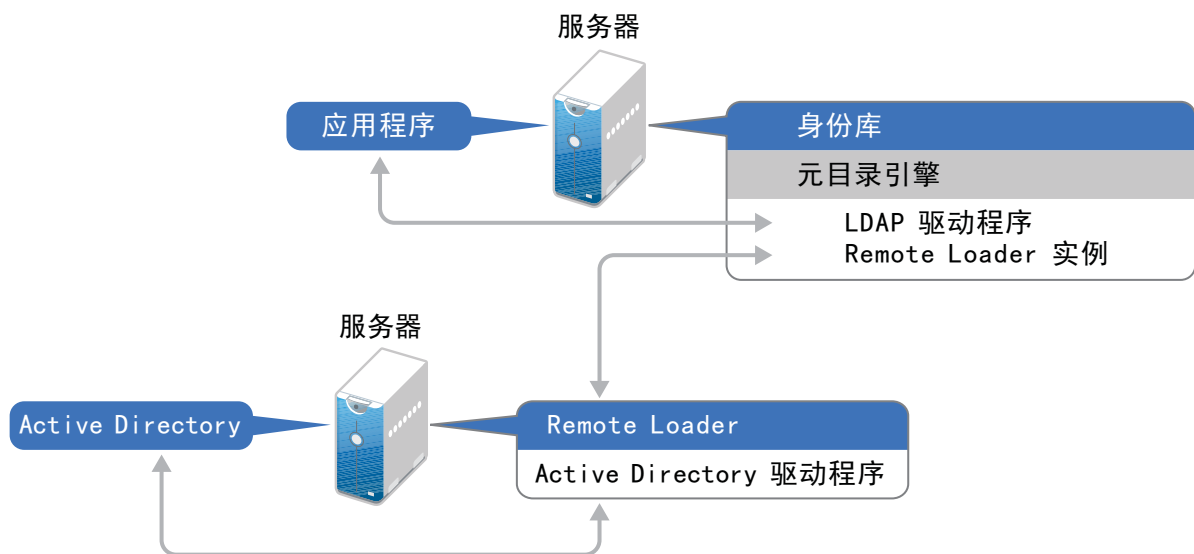 服务器
应用程序
身份库
元目录引擎
LDAP 驱动程序
Remote Loader 实例
服务器
Active Directory
Remote Loader
Active Directory 驱动程序